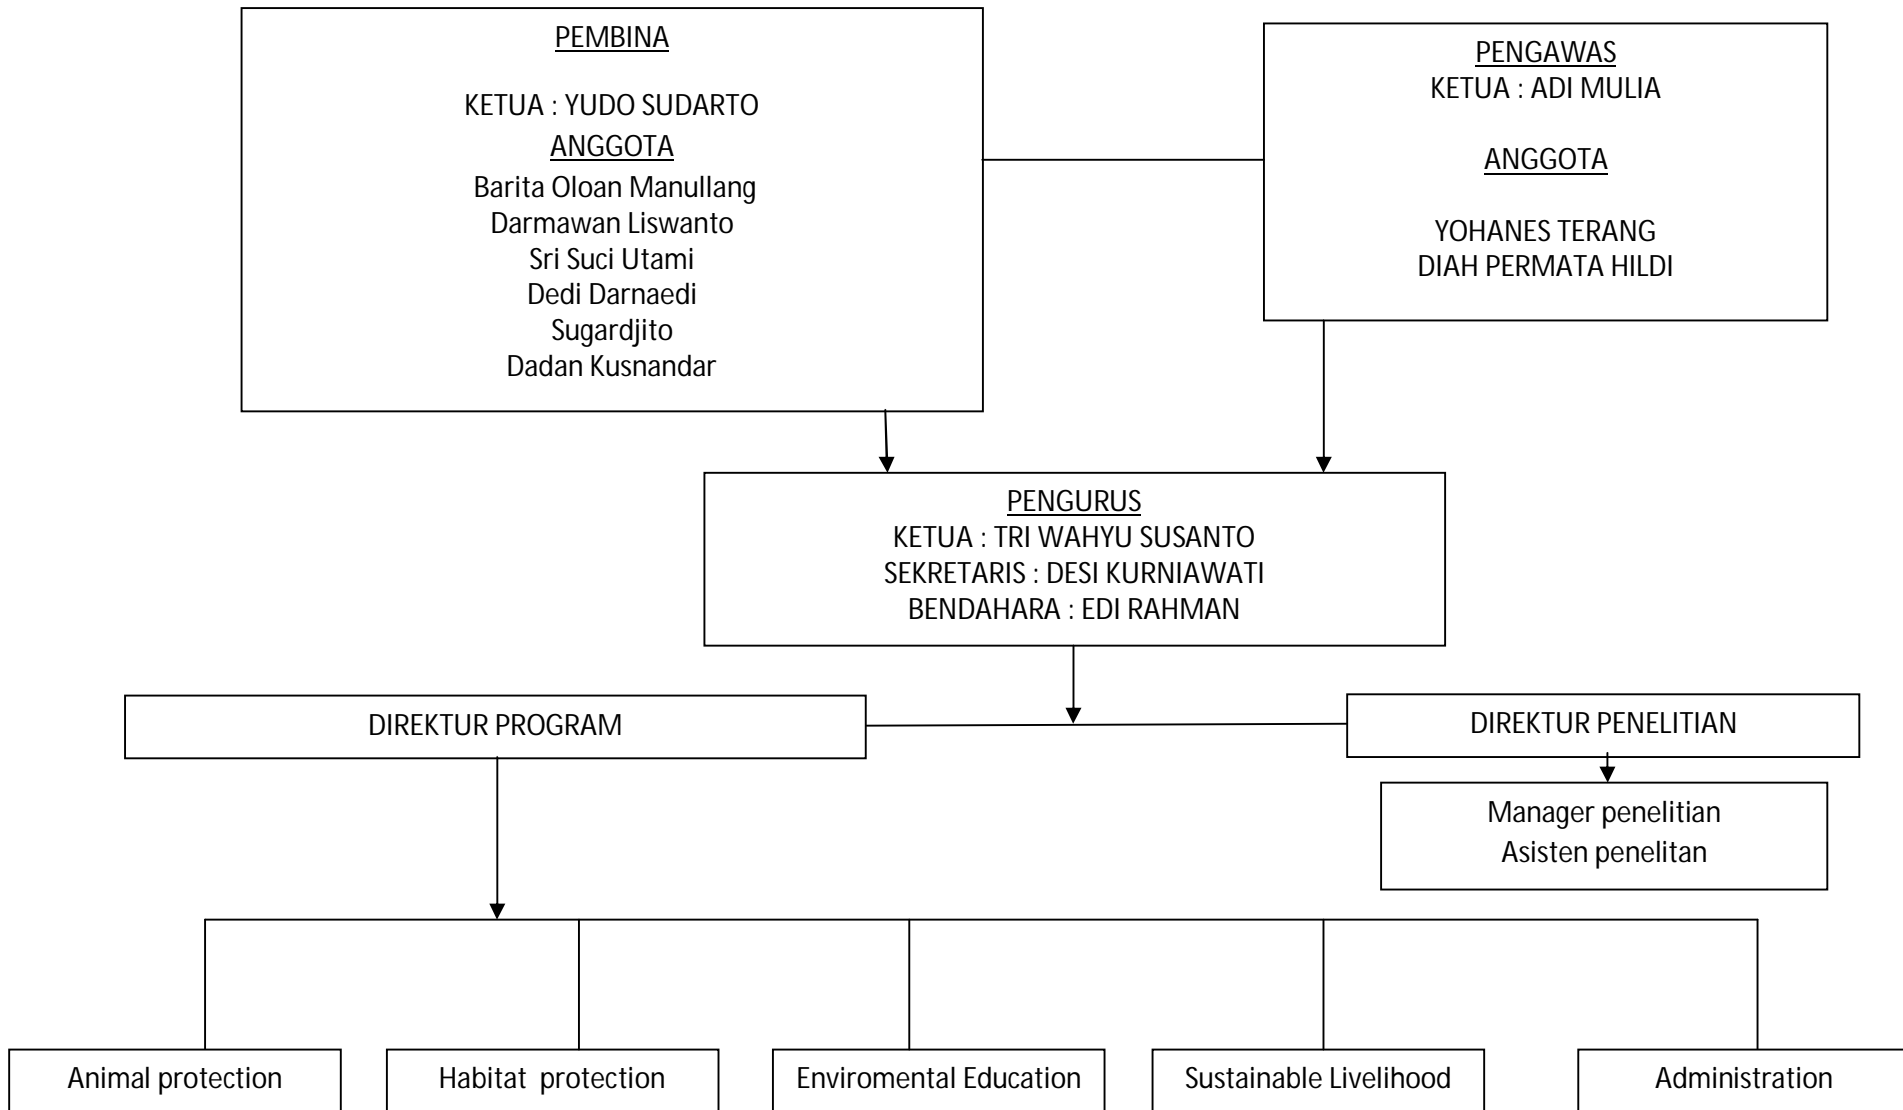 PEMBINA
KETUA : YUDO SUDARTO
ANGGOTA
Barita Oloan Manullang
Darmawan Liswanto
Sri Suci Utami
Dedi Darnaedi
Sugardjito
Dadan Kusnandar
PENGAWAS
KETUA : ADI MULIA
ANGGOTA
YOHANES TERANG
DIAH PERMATA HILDI
PENGURUS
KETUA : TRI WAHYU SUSANTO
SEKRETARIS : DESI KURNIAWATI
BENDAHARA : EDI RAHMAN
DIREKTUR PROGRAM
DIREKTUR PENELITIAN
Manager penelitian
Asisten penelitan
Animal protection
Habitat protection
Enviromental Education
Sustainable Livelihood
Administration